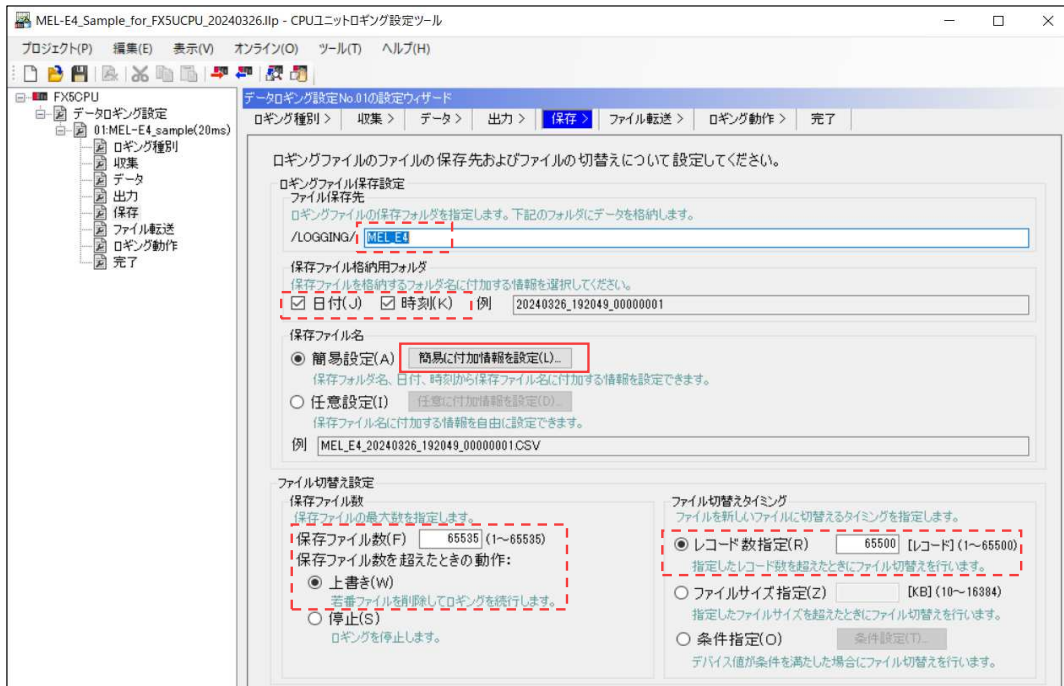 MEL-E4_Sample_for_FX5UCPU_20240326.llp - CPUユニットロギング設定ツール
プロジェクト(P) 編集(E) 表示(V) オンライン(O) ツール(T) ヘルプ(H)
FX5CPU
データロギング設定
01:MEL-E4_sample(20ms)
ロギング種別
収集
データ
出力
保存
ファイル転送
ロギング動作
完了
データロギング設定No.01の設定ウィザード
ロギング種別 > 収集 > データ > 出力 > 保存 > ファイル転送 > ロギング動作 > 完了
ロギングファイルのファイルの保存先およびファイルの切替えについて設定してください。
ロギングファイル保存設定
ファイル保存先
ロギングファイルの保存フォルダを指定します。下記のフォルダにデータを格納します。
/LOGGING/ MEL_E4
保存ファイル格納用フォルダ
保存ファイルを格納するフォルダ名に付加する情報を選択してください。
日付(J) 時刻(K) 例 20240326_192049_00000001
保存ファイル名
簡易設定(A) 簡易に付加情報を設定(L)...
保存フォルダ名、日付、時刻から保存ファイル名に付加する情報を設定できます。
任意設定(I) 任意に付加情報を設定(D)...
保存ファイル名に付加する情報を自由に設定できます。
例 MEL_E4_20240326_192049_00000001.CSV
ファイル切替え設定
保存ファイル数
保存ファイルの最大数を指定します。
保存ファイル数(F) 65535 (1~65535)
保存ファイル数を超えたときの動作:
上書き(W)
若番ファイルを削除してロギングを続行します。
停止(S)
ロギングを停止します。
ファイル切替えタイミング
ファイルを新しいファイルに切替えるタイミングを指定します。
レコード数指定(R) 65500 [レコード] (1~65500)
指定したレコード数を超えたときにファイル切替えを行います。
ファイルサイズ指定(Z) [KB] (10~16384)
指定したファイルサイズを超えたときにファイル切替えを行います。
条件指定(O) 条件設定(T)...
デバイス値が条件を満たした場合にファイル切替えを行います。